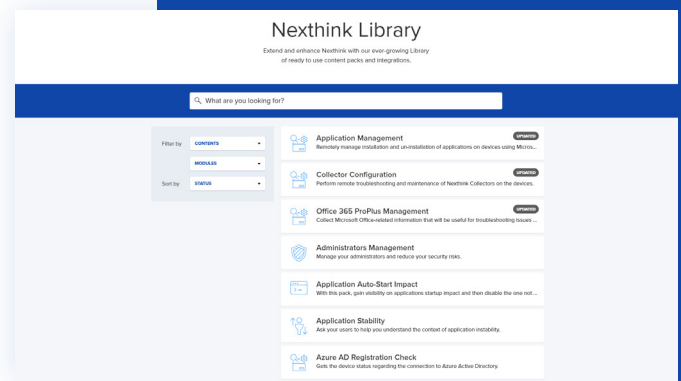 Nexthink Library
Extend and enhance Nexthink with our ever-growing Library
of ready to use content packs and integrations.
What are you looking for?
Filter by
CONTENTS
MODULES
Sort by
STATUS
Application Management
UPDATED
Remotely manage installation and un-installation of applications on devices using Micros...
Collector Configuration
UPDATED
Perform remote troubleshooting and maintenance of Nexthink Collectors on the devices.
Office 365 ProPlus Management
UPDATED
Collect Microsoft Office-related information that will be useful for troubleshooting issues ...
Administrators Management
Manage your administrators and reduce your security risks.
Application Auto-Start Impact
With this pack, gain visibility on applications startup impact and then disable the one not ...
Application Stability
Ask your users to help you understand the context of application instability.
Azure AD Registration Check
Gets the device status regarding the connection to Azure Active Directory.